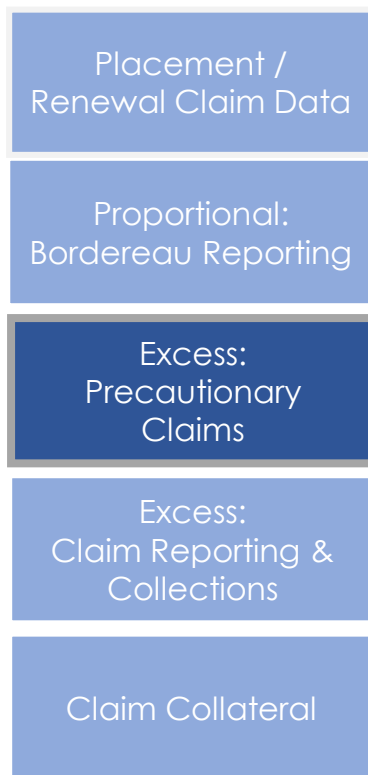 Placement /
Renewal Claim Data
Proportional:
Bordereau Reporting
Excess:
Precautionary
Claims
Excess:
Claim Reporting &
Collections
Claim Collateral